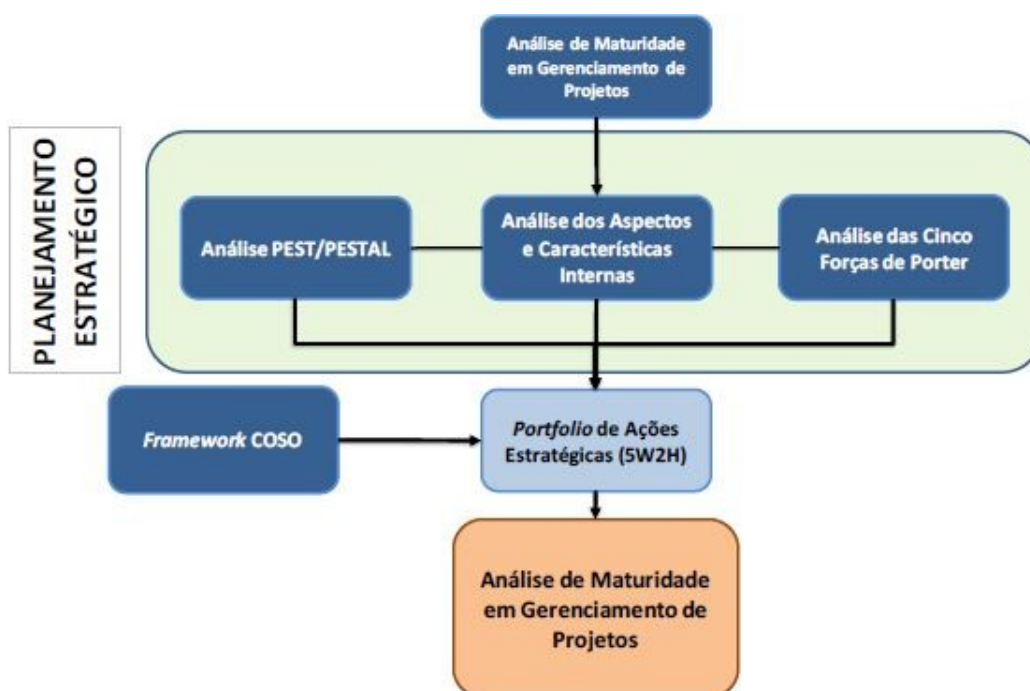 Análise de Maturidade
em Gerenciamento de
Projetos
PLANEJAMENTO
ESTRATÉGICO
Análise PEST/PESTAL
Análise dos Aspectos
e Características
Internas
Análise das Cinco
Forças de Porter
Framework COSO
Portfolio de Ações
Estratégicas (5W2H)
Análise de Maturidade
em Gerenciamento de
Projetos